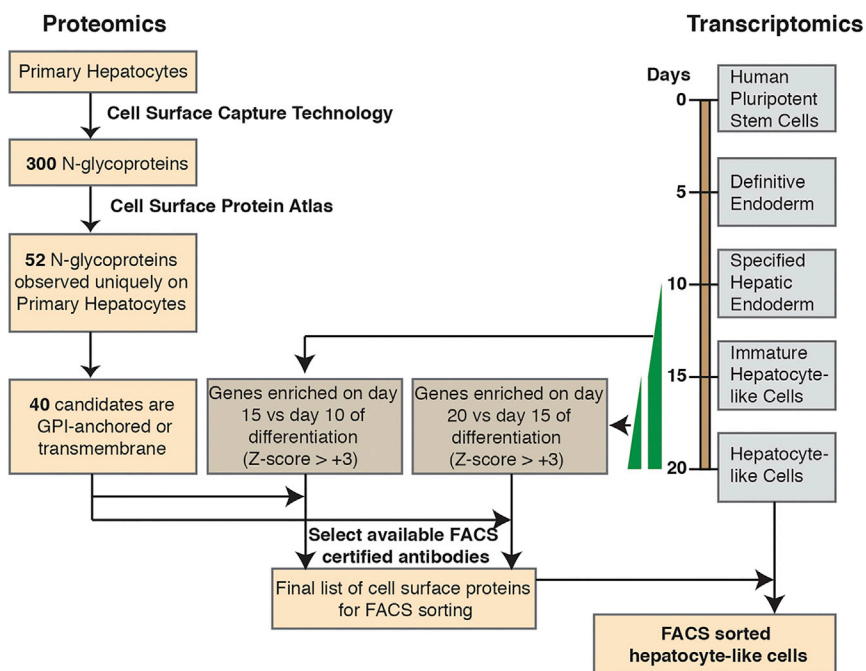 Proteomics
Primary Hepatocytes
Cell Surface Capture Technology
300 N-glycoproteins
Cell Surface Protein Atlas
52 N-glycoproteins
observed uniquely on
Primary Hepatocytes
40 candidates are
GPI-anchored or
transmembrane
Genes enriched on day
15 vs day 10 of
differentiation
(Z-score > +3)
Genes enriched on day
20 vs day 15 of
differentiation
(Z-score > +3)
Select available FACS
certified antibodies
Final list of cell surface proteins
for FACS sorting
Transcriptomics
Days
0
Human
Pluripotent
Stem Cells
5
Definitive
Endoderm
10
Specified
Hepatic
Endoderm
15
Immature
Hepatocyte-
like Cells
20
Hepatocyte-
like Cells
FACS sorted
hepatocyte-like cells